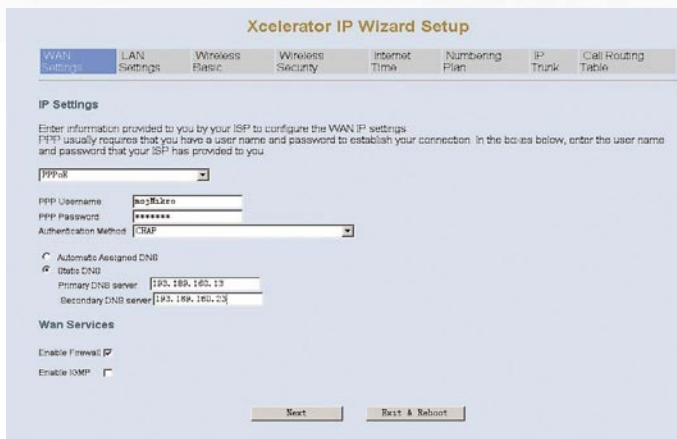 Xcelerator IP Wizard Setup
WAN Settings
LAN Settings
Wireless Basic
Wireless Security
Internet Time
Numbering Plan
IP Trunk
Call Routing Table
IP Settings
Enter information provided to you by your ISP to configure the WAN IP settings
PPP usually requires that you have a user name and password to establish your connection. In the boxes below, enter the user name
and password that your ISP has provided to you
PPPoE
PPP Username mojMikro
PPP Password *******
Authentication Method CHAP
Automatic Assigned DNS
Static DNS
Primary DNS server 193.189.160.13
Secondary DNS server 193.189.160.23
Wan Services
Enable Firewall
Enable IGMP
Next Exit & Reboot